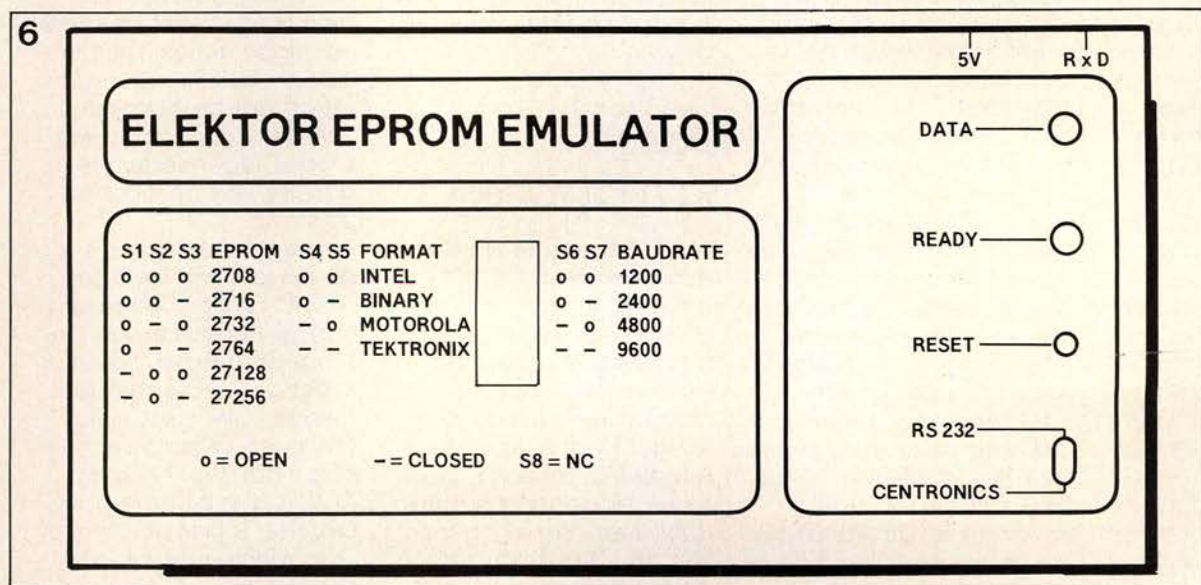 6
5V RxD
ELEKTOR EPROM EMULATOR
S1 S2 S3 EPROM S4 S5 FORMAT S6 S7 BAUDRATE
o o o 2708 o o INTEL o o 1200
o o – 2716 o – BINARY o – 2400
o – o 2732 – o MOTOROLA – o 4800
o – – 2764 – – TEKTRONIX – – 9600
– o o 27128
– o – 27256
o = OPEN – = CLOSED S8 = NC
DATA
READY
RESET
RS 232
CENTRONICS